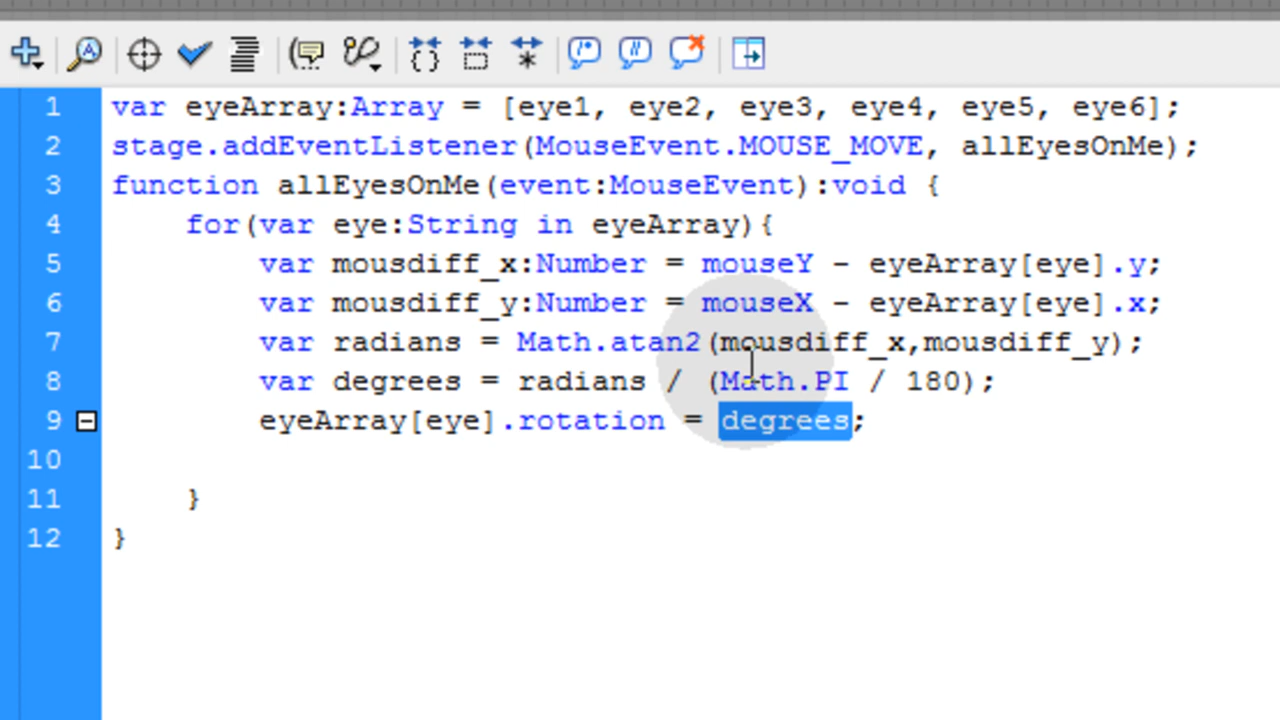 1 var eyeArray:Array = [eye1, eye2, eye3, eye4, eye5, eye6];
2 stage.addEventListener(MouseEvent.MOUSE_MOVE, allEyesOnMe);
3 function allEyesOnMe(event:MouseEvent):void {
4 for(var eye:String in eyeArray){
5 var mousdiff_x:Number = mouseY - eyeArray[eye].y;
6 var mousdiff_y:Number = mouseX - eyeArray[eye].x;
7 var radians = Math.atan2(mousdiff_x,mousdiff_y);
8 var degrees = radians / (Math.PI / 180);
9 eyeArray[eye].rotation = degrees;
10
11 }
12 }